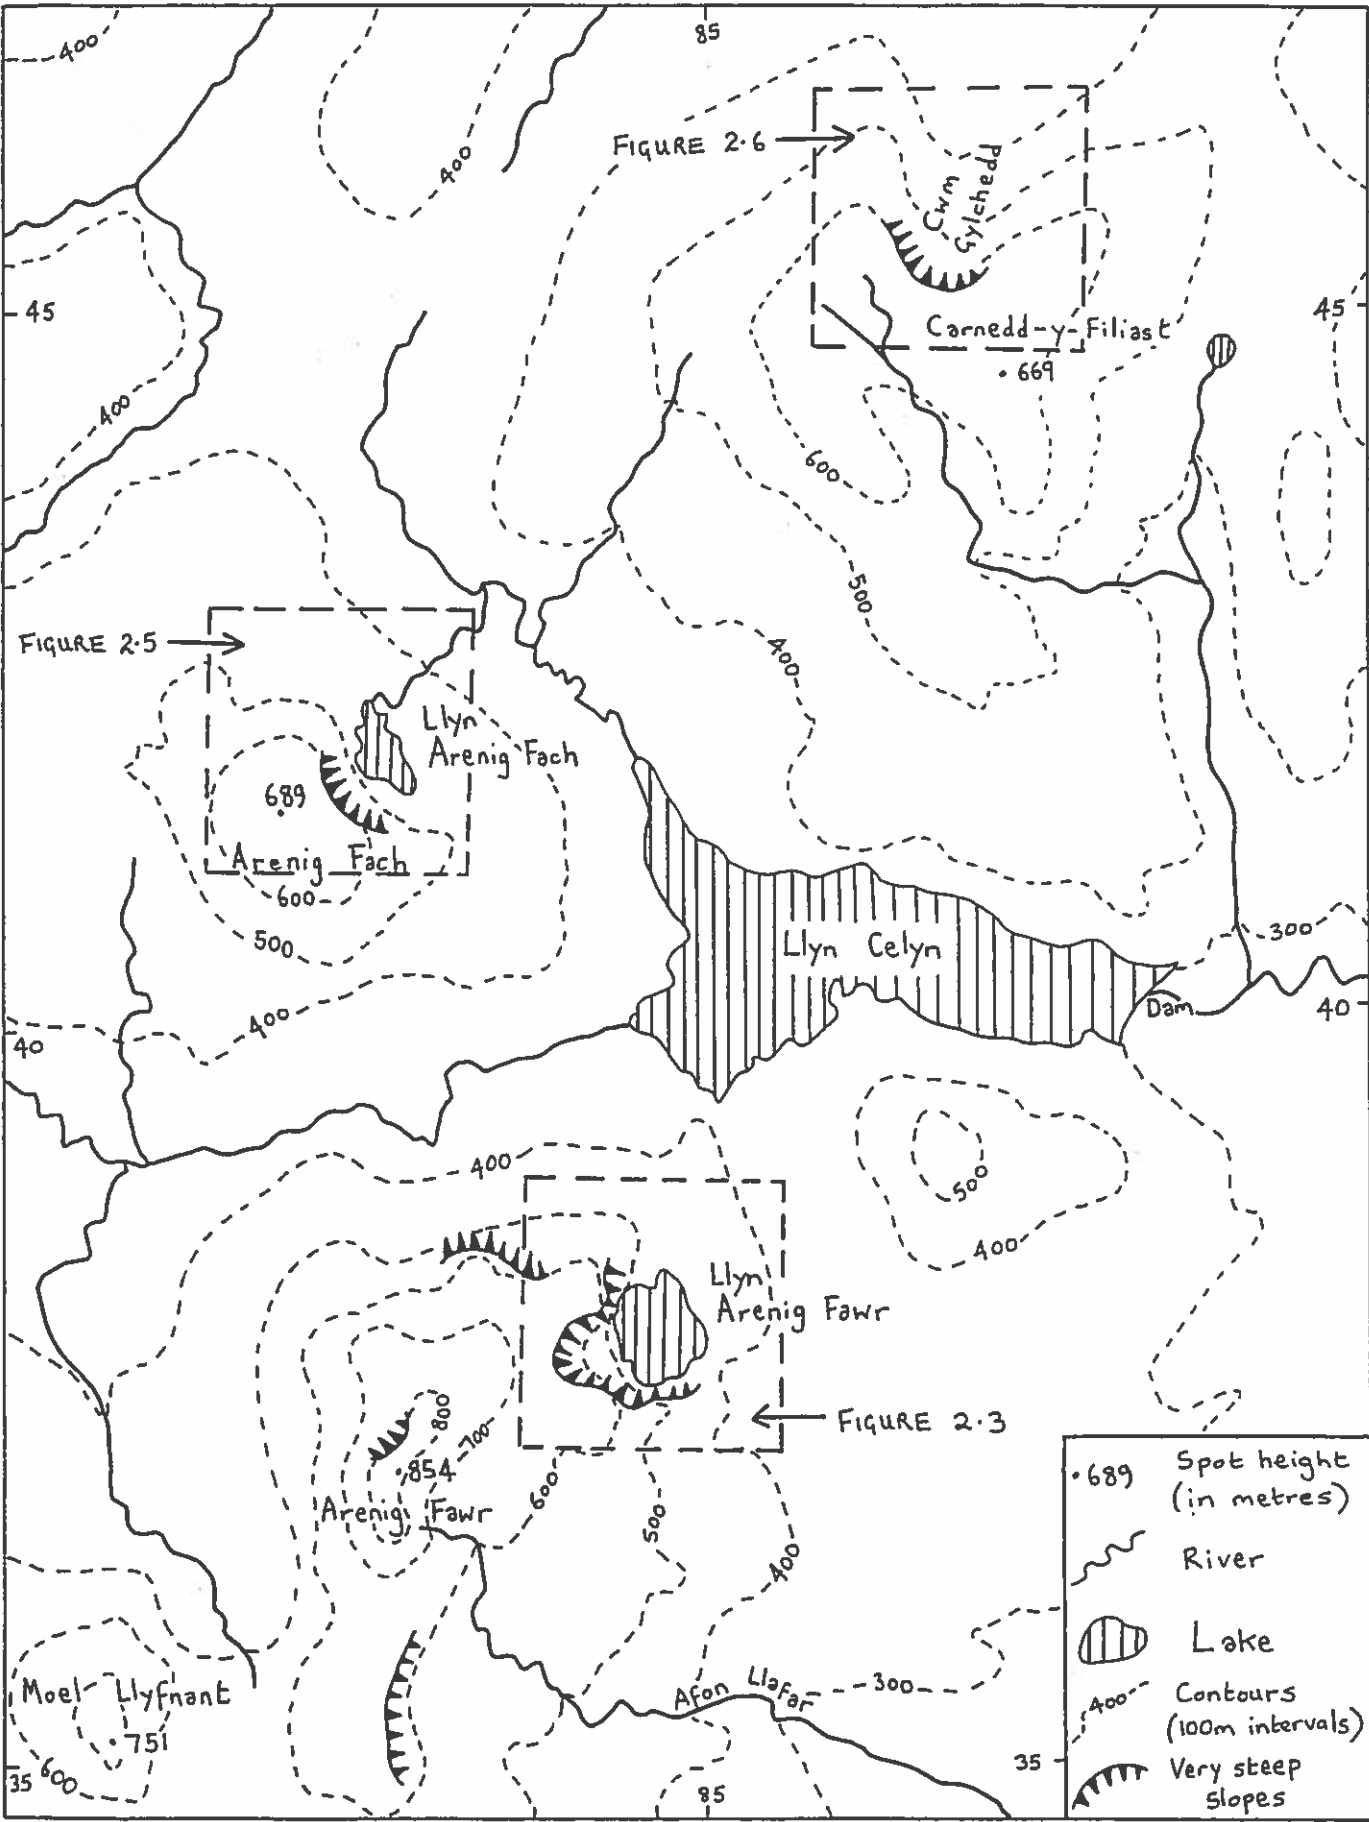 85
400
FIGURE 2.6
400
Cwm
Gylchedd
45
45
Carnedd-y-Filiast
669
400
600
500
FIGURE 2.5
400
Llyn
Arenig Fach
689
Arenig Fach
600
500
Llyn Celyn
300
400
Dam
40
40
400
500
400
Llyn
Arenig Fawr
800
700
FIGURE 2.3
854
Arenig Fawr
600
500
400
689
Spot height
(in metres)
River
Lake
400
Contours
(100m intervals)
Very steep
slopes
Moel Llyfnant
751
600
35
Afon Llafar
300
35
85